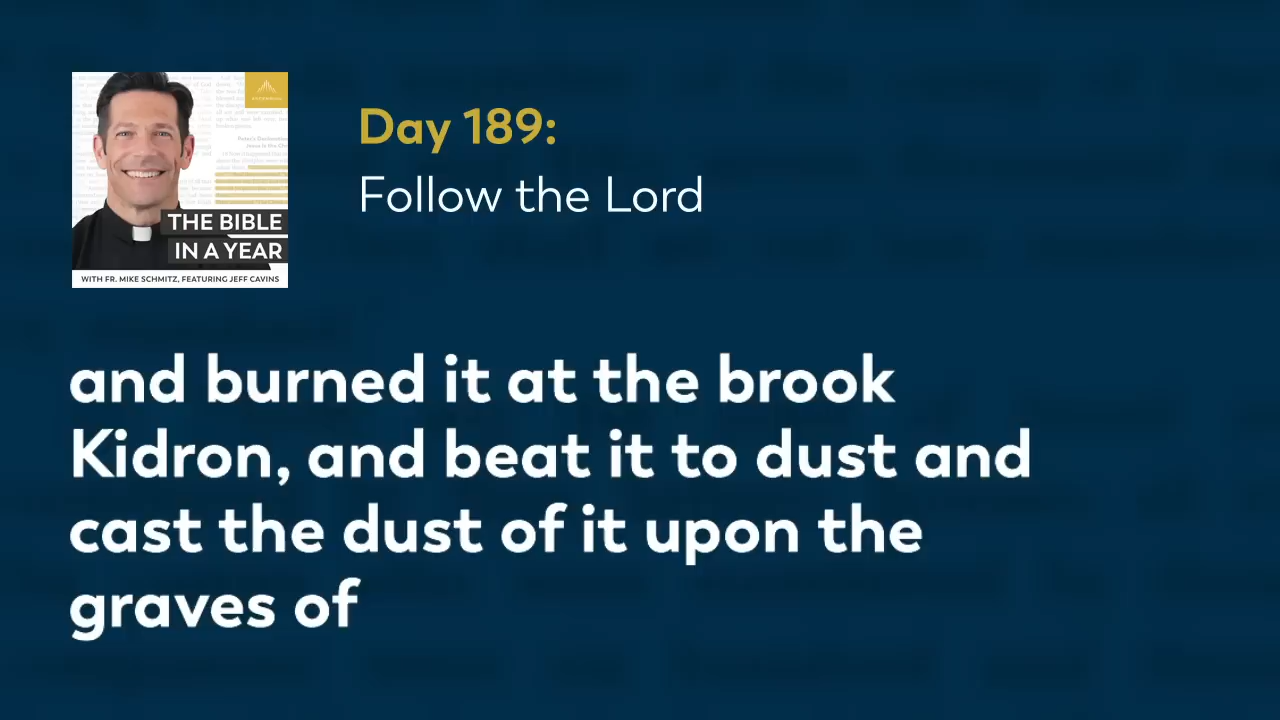 Day 189:
Follow the Lord
THE BIBLE
IN A YEAR
WITH FR. MIKE SCHMITZ, FEATURING JEFF CAVINS
and burned it at the brook
Kidron, and beat it to dust and
cast the dust of it upon the
graves of